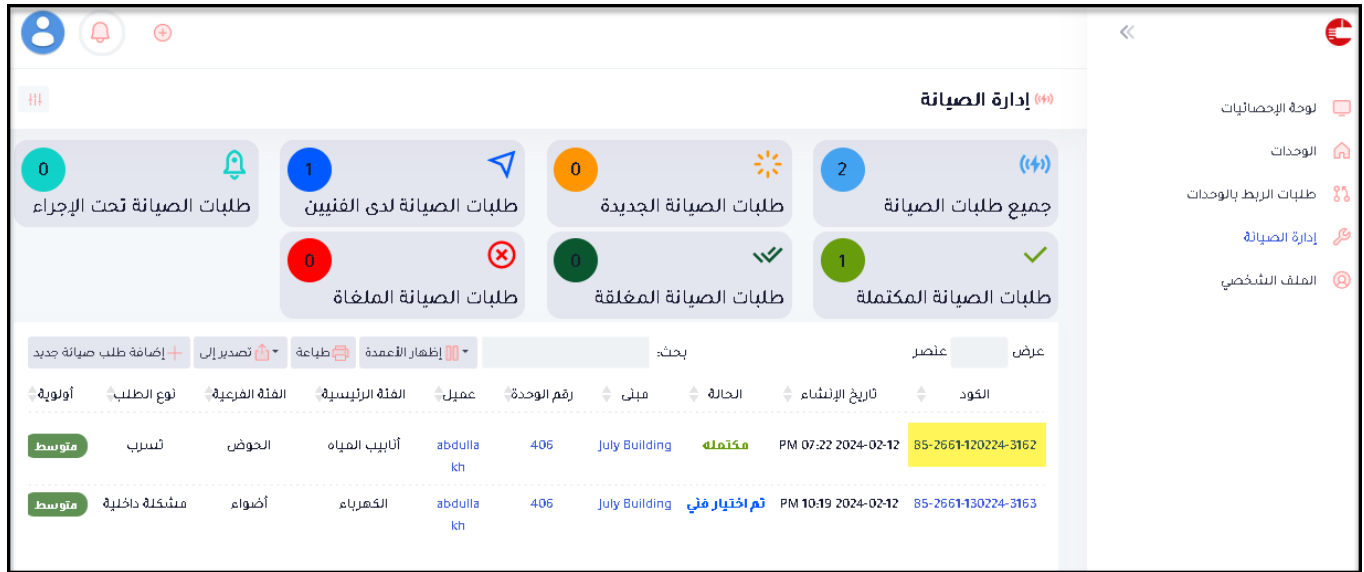 إدارة الصيانة
لوحة الإحصائيات
الوحدات
طلبات الربط بالوحدات
إدارة الصيانة
الملف الشخصي
2
جميع طلبات الصيانة
0
طلبات الصيانة الجديدة
1
طلبات الصيانة لدى الفنيين
0
طلبات الصيانة تحت الإجراء
1
طلبات الصيانة المكتملة
0
طلبات الصيانة المغلقة
0
طلبات الصيانة الملغاة
عرض عنصر بحث: إظهار الأعمدة طباعة تصدير إلى إضافة طلب صيانة جديد
الكود تاريخ الإنشاء الحالة مبنى رقم الوحدة عميل الفئة الرئيسية الفئة الفرعية نوع الطلب أولوية
85-2661-120224-3162 2024-02-12 07:22 PM مكتمله July Building 406 abdulla أنابيب المياه الحوض تسرب متوسط
kh
85-2661-130224-3163 2024-02-12 10:19 PM تم اختيار فني July Building 406 abdulla الكهرباء أضواء مشكلة داخلية متوسط
kh